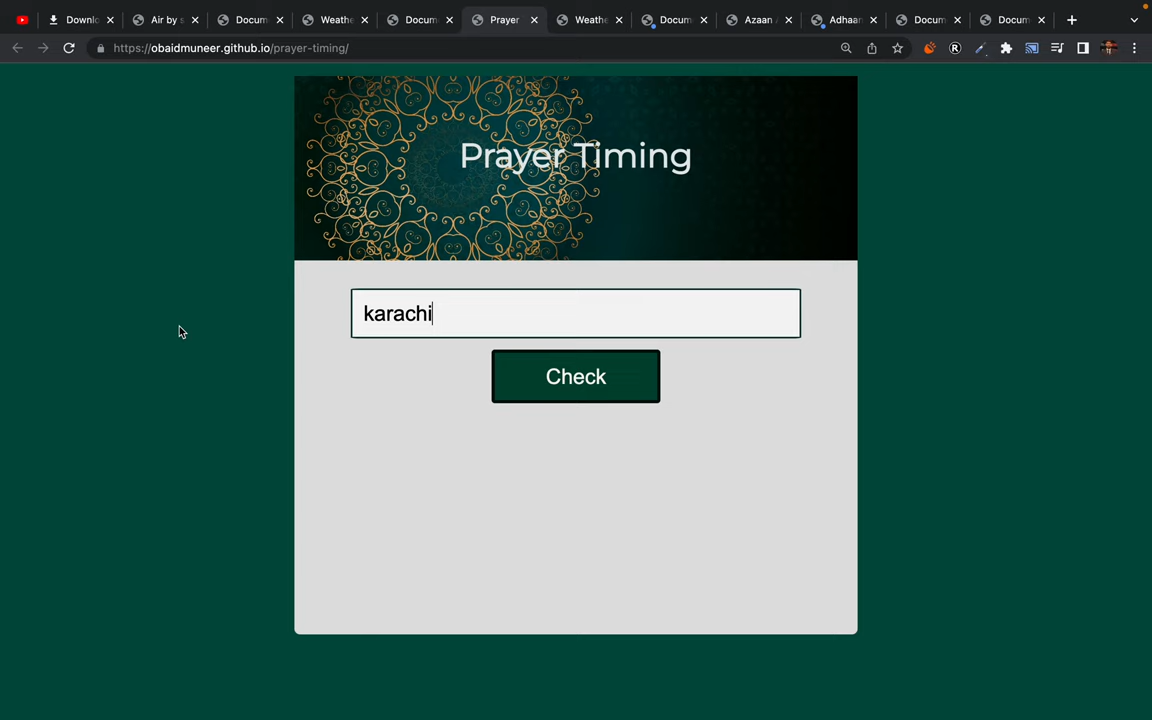 Downlo
Air by s
Docum
Weathe
Docum
Prayer
Weathe
Docum
Azaan
Adhaan
Docum
Docum
https://obaidmuneer.github.io/prayer-timing/
Prayer Timing
karachi
Check